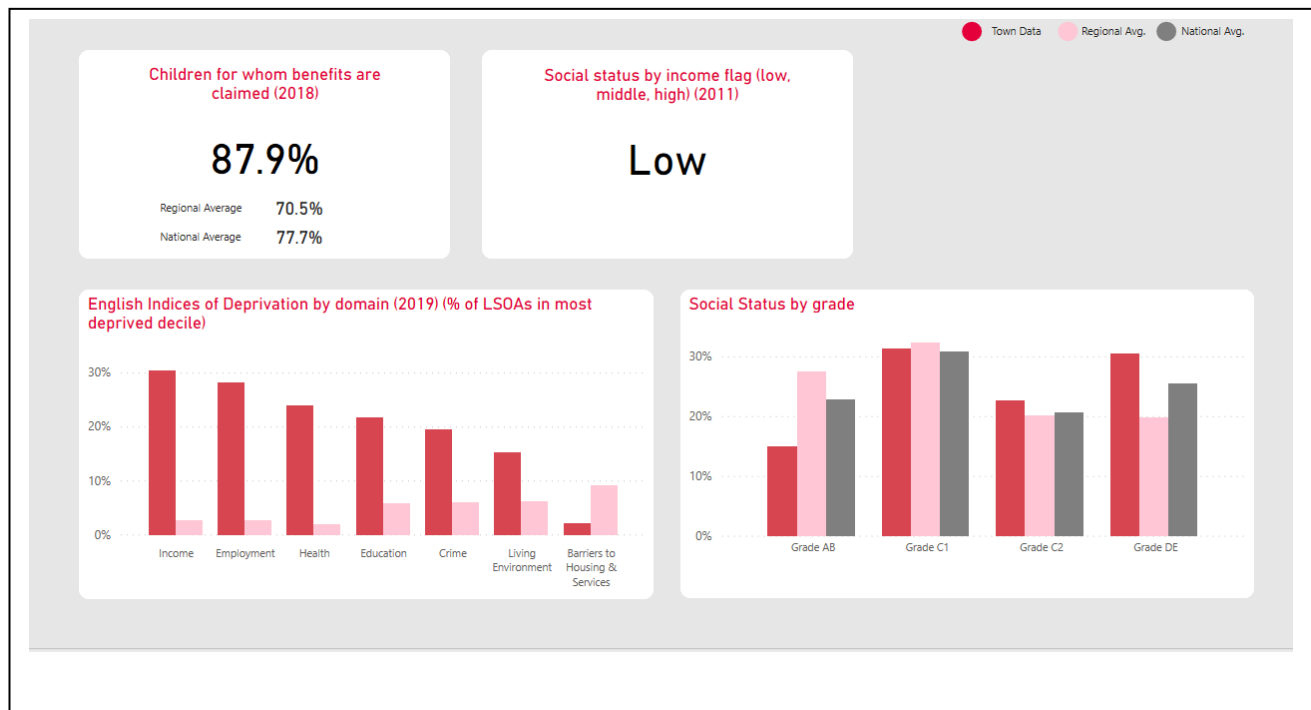 Town Data Regional Avg. National Avg.
Children for whom benefits are
claimed (2018)
87.9%
Regional Average 70.5%
National Average 77.7%
Social status by income flag (low,
middle, high) (2011)
Low
English Indices of Deprivation by domain (2019) (% of LSOAs in most
deprived decile)
30%
20%
10%
0%
Income Employment Health Education Crime Living
Environment Barriers to
Housing &
Services
Social Status by grade
30%
20%
10%
0%
Grade AB Grade C1 Grade C2 Grade DE